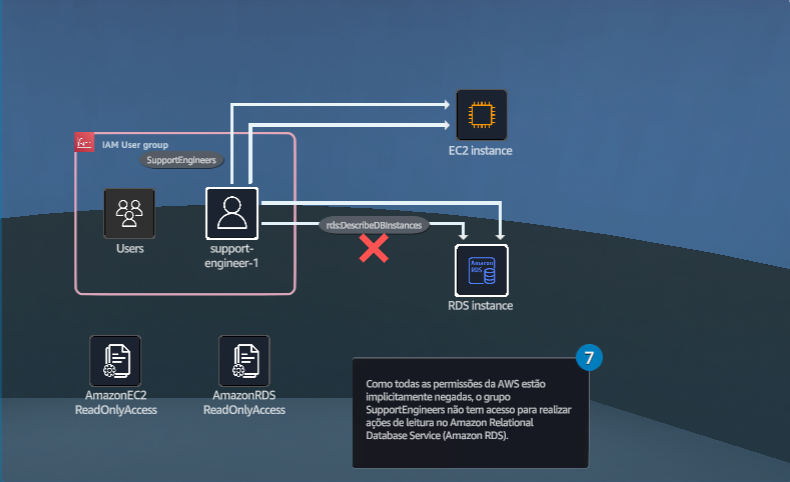 EC2 instance
IAM User group
SupportEngineers
Users
support-
engineer-1
rds:DescribeDBInstances
Amazon
RDS
RDS instance
AmazonEC2
ReadOnlyAccess
AmazonRDS
ReadOnlyAccess
7
Como todas as permissões da AWS estão
implicitamente negadas, o grupo
SupportEngineers não tem acesso para realizar
ações de leitura no Amazon Relational
Database Service (Amazon RDS).